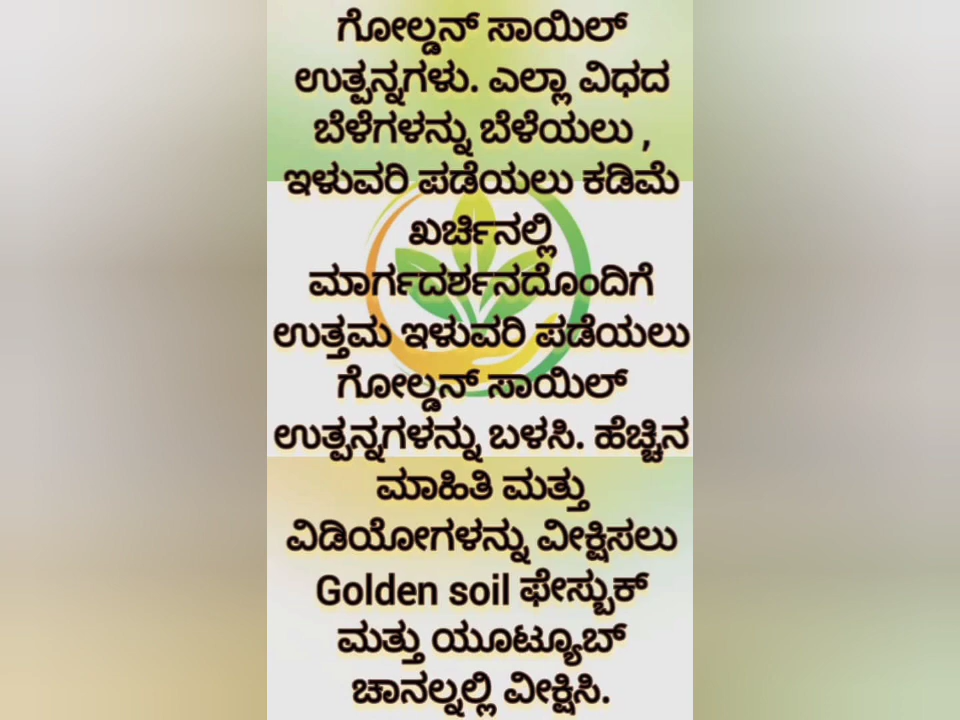 ಗೋಲ್ಡನ್ ಸಾಯಿಲ್
ಉತ್ಪನ್ನಗಳು. ಎಲ್ಲಾ ವಿಧದ
ಬೆಳೆಗಳನ್ನು ಬೆಳೆಯಲು ,
ಇಳುವರಿ ಪಡೆಯಲು ಕಡಿಮೆ
ಖರ್ಚಿನಲ್ಲಿ
ಮಾರ್ಗದರ್ಶನದೊಂದಿಗೆ
ಉತ್ತಮ ಇಳುವರಿ ಪಡೆಯಲು
ಗೋಲ್ಡನ್ ಸಾಯಿಲ್
ಉತ್ಪನ್ನಗಳನ್ನು ಬಳಸಿ. ಹೆಚ್ಚಿನ
ಮಾಹಿತಿ ಮತ್ತು
ವಿಡಿಯೋಗಳನ್ನು ವೀಕ್ಷಿಸಲು
Golden soil ಫೇಸ್ಬುಕ್
ಮತ್ತು ಯೂಟ್ಯೂಬ್
ಚಾನಲ್ನಲ್ಲಿ ವೀಕ್ಷಿಸಿ.